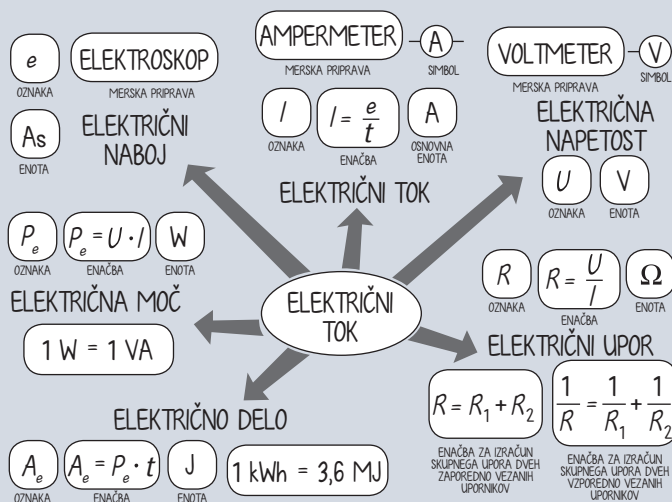 e
OZNAKA
ELEKTROSKOP
MERSKA PRIPRAVA
As
ENOTA
ELEKTRIČNI
NABOJ
AMPERMETER
MERSKA PRIPRAVA
A
SIMBOL
I
OZNAKA
I = e/t
ENAČBA
A
OSNOVNA
ENOTA
ELEKTRIČNI TOK
VOLTMETER
MERSKA PRIPRAVA
V
SIMBOL
ELEKTRIČNA
NAPETOST
U
OZNAKA
V
ENOTA
Pₑ
OZNAKA
Pₑ = U · I
ENAČBA
W
ENOTA
ELEKTRIČNA MOČ
1 W = 1 VA
ELEKTRIČNI
TOK
R
OZNAKA
R = U/I
ENAČBA
Ω
ENOTA
ELEKTRIČNI UPOR
R = R₁ + R₂
ENAČBA ZA IZRAČUN
SKUPNEGA UPORA DVEH
ZAPOREDNO VEZANIH
UPORNIKOV
1/R = 1/R₁ + 1/R₂
ENAČBA ZA IZRAČUN
SKUPNEGA UPORA DVEH
VZPOREDNO VEZANIH
UPORNIKOV
ELEKTRIČNO DELO
Aₑ
OZNAKA
Aₑ = Pₑ · t
ENAČBA
J
ENOTA
1 kWh = 3,6 MJ